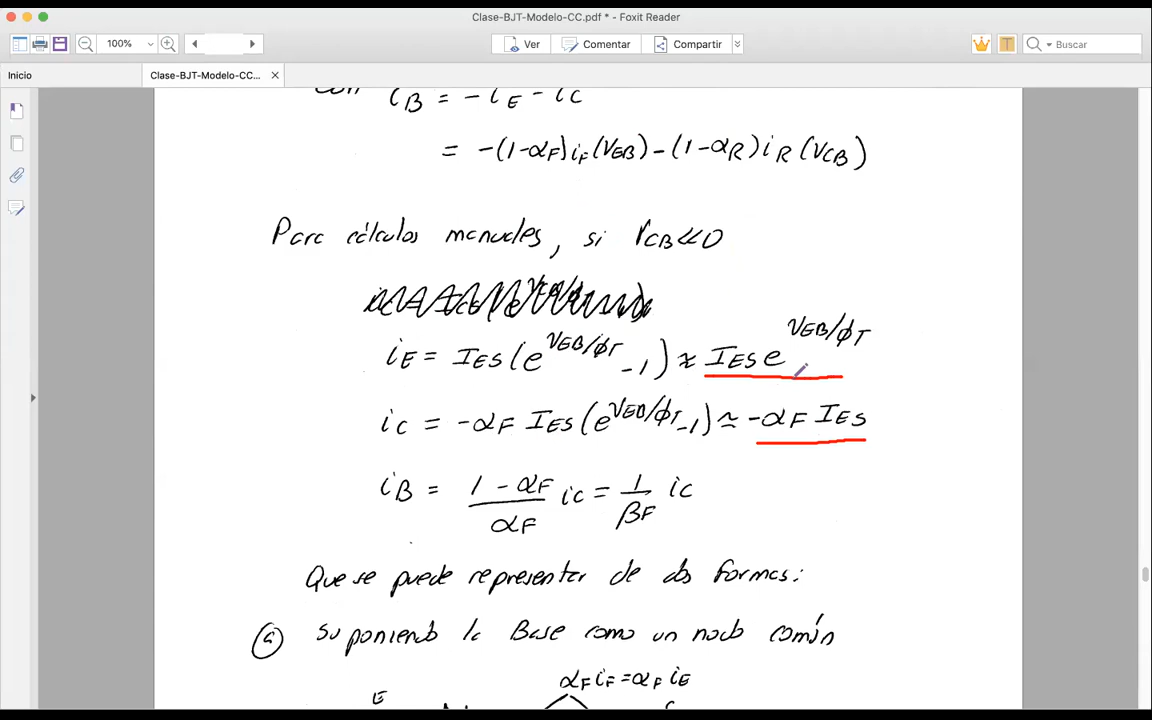 Clase-BJT-Modelo-CC.pdf * - Foxit Reader
100%
Ver
Comentar
Compartir
Buscar
Inicio
Clase-BJT-Modelo-CC...
Con iB = - iE - iC
= -(1-αF)iF(VEB) - (1-αR)iR(VCB)
Para cálculos manuales, si VCB≪0
iE = IES(e^VEB/ϕT -1) ≈ IES e^VEB/ϕT
iC = -αF IES(e^VEB/ϕT -1) ≃ -αF IES
iB = (1-αF)/αF iC = 1/βF iC
Que se puede representar de dos formas:
(a) Suponiendo la Base como un nodo común
αF iF = αF iE
E